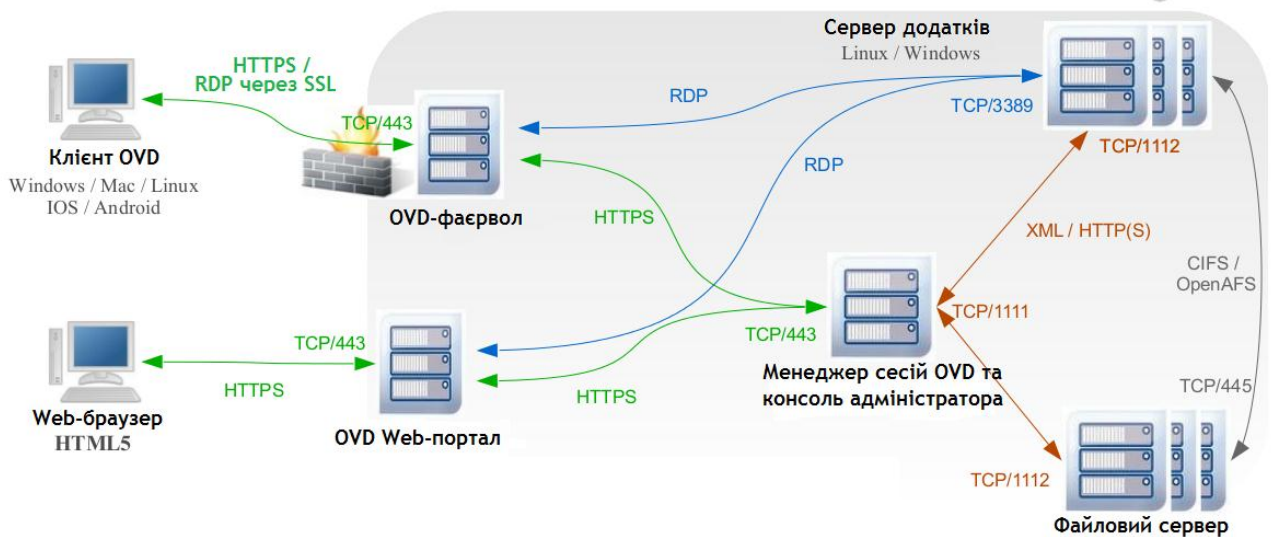 Сервер додатків
Linux / Windows
HTTPS /
RDP через SSL
TCP/443
RDP
TCP/3389
TCP/1112
Клієнт OVD
Windows / Mac / Linux
IOS / Android
OVD-фаєрвол
RDP
HTTPS
XML / HTTP(S)
CIFS /
OpenAFS
TCP/443
HTTPS
TCP/443
TCP/1111
Менеджер сесій OVD та
консоль адміністратора
TCP/445
Web-браузер
HTML5
HTTPS
OVD Web-портал
TCP/1112
Файловий сервер